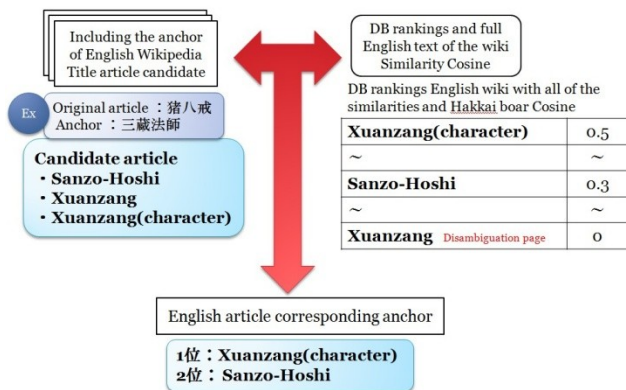 Including the anchor
of English Wikipedia
Title article candidate
Ex
Original article ：猪八戒
Anchor ：三蔵法師
Candidate article
・Sanzo-Hoshi
・Xuanzang
・Xuanzang(character)
DB rankings and full
English text of the wiki
Similarity Cosine
DB rankings English wiki with all of the
similarities and Hakkai boar Cosine
Xuanzang(character) 0.5
~ ~
Sanzo-Hoshi 0.3
~ ~
Xuanzang Disambiguation page 0
English article corresponding anchor
1位：Xuanzang(character)
2位：Sanzo-Hoshi